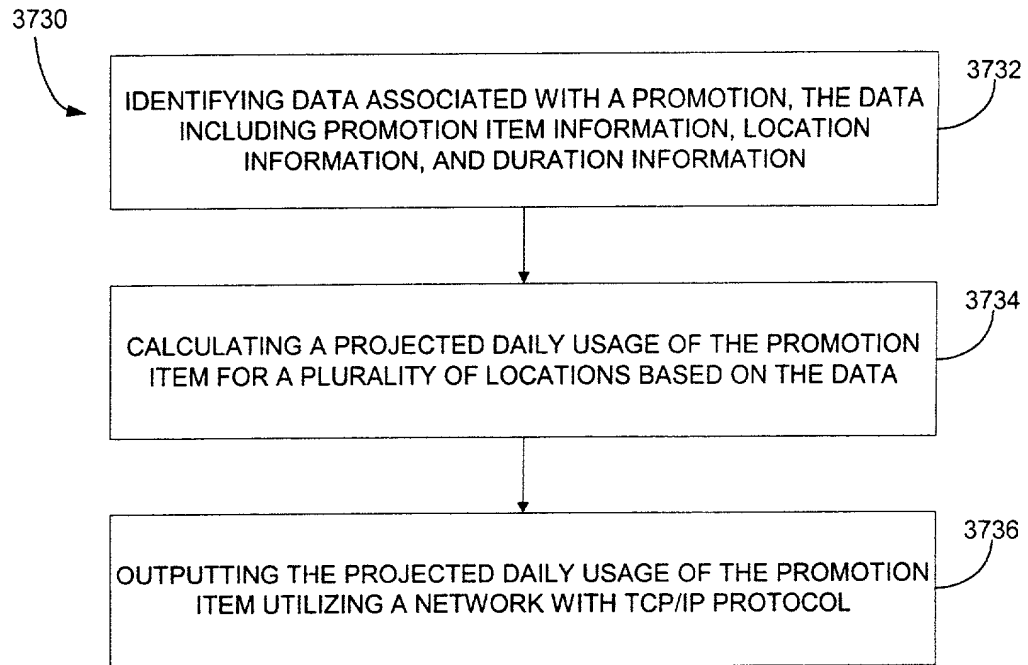 3730
3732
IDENTIFYING DATA ASSOCIATED WITH A PROMOTION, THE DATA
INCLUDING PROMOTION ITEM INFORMATION, LOCATION
INFORMATION, AND DURATION INFORMATION
3734
CALCULATING A PROJECTED DAILY USAGE OF THE PROMOTION
ITEM FOR A PLURALITY OF LOCATIONS BASED ON THE DATA
3736
OUTPUTTING THE PROJECTED DAILY USAGE OF THE PROMOTION
ITEM UTILIZING A NETWORK WITH TCP/IP PROTOCOL